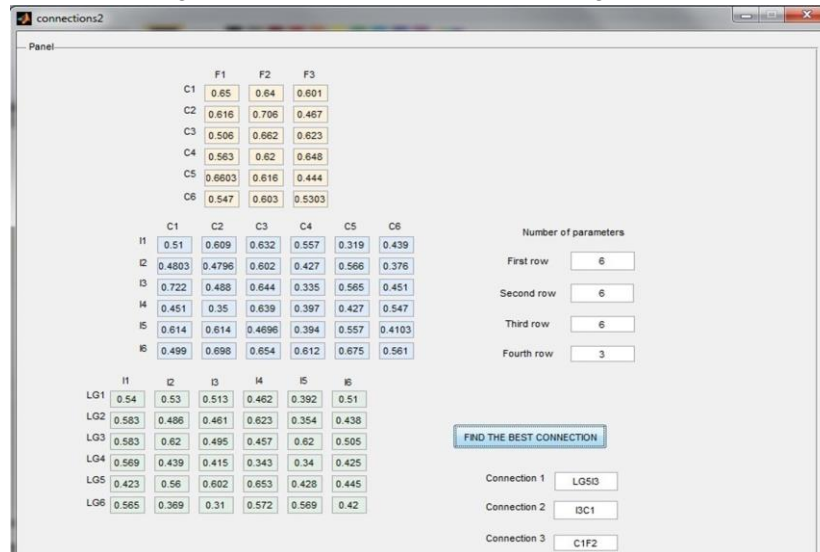 connections2
Panel
F1 F2 F3
C1 0.65 0.64 0.601
C2 0.616 0.706 0.467
C3 0.506 0.662 0.623
C4 0.563 0.62 0.648
C5 0.6603 0.616 0.444
C6 0.547 0.603 0.5303
C1 C2 C3 C4 C5 C6
I1 0.51 0.609 0.632 0.557 0.319 0.439
I2 0.4803 0.4796 0.602 0.427 0.566 0.376
I3 0.722 0.488 0.644 0.335 0.565 0.451
I4 0.451 0.35 0.639 0.397 0.427 0.547
I5 0.614 0.614 0.4696 0.394 0.557 0.4103
I6 0.499 0.698 0.654 0.612 0.675 0.561
Number of parameters
First row 6
Second row 6
Third row 6
Fourth row 3
I1 I2 I3 I4 I5 I6
LG1 0.54 0.53 0.513 0.462 0.392 0.51
LG2 0.583 0.486 0.461 0.623 0.354 0.438
LG3 0.583 0.62 0.495 0.457 0.62 0.505
LG4 0.569 0.439 0.415 0.343 0.34 0.425
LG5 0.423 0.56 0.602 0.653 0.428 0.445
LG6 0.565 0.369 0.31 0.572 0.569 0.42
FIND THE BEST CONNECTION
Connection 1 LG5I3
Connection 2 I3C1
Connection 3 C1F2